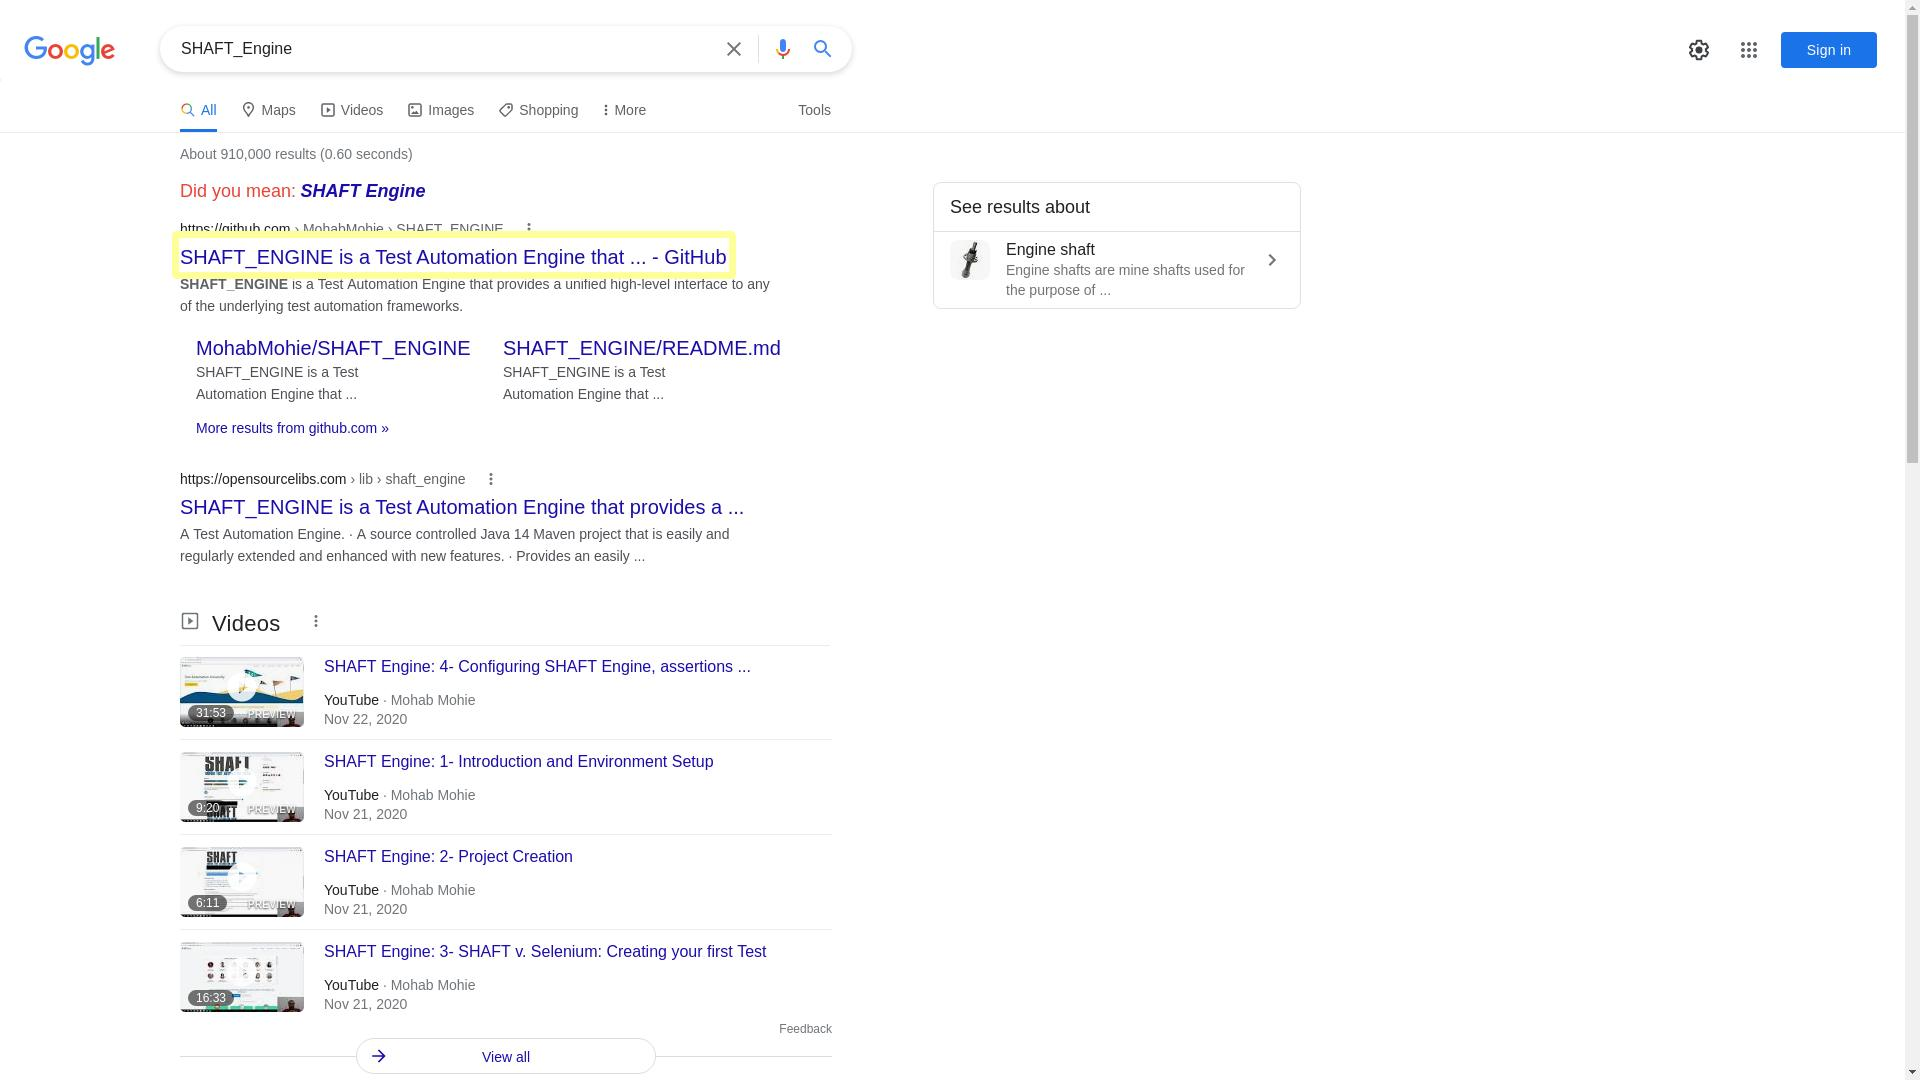 Google
SHAFT_Engine
Sign in
All
Maps
Videos
Images
Shopping
More
Tools
About 910,000 results (0.60 seconds)
Did you mean: SHAFT Engine
https://github.com › MohabMohie › SHAFT_ENGINE
SHAFT_ENGINE is a Test Automation Engine that ... - GitHub
SHAFT_ENGINE is a Test Automation Engine that provides a unified high-level interface to any
of the underlying test automation frameworks.
MohabMohie/SHAFT_ENGINE
SHAFT_ENGINE is a Test
Automation Engine that ...
SHAFT_ENGINE/README.md
SHAFT_ENGINE is a Test
Automation Engine that ...
More results from github.com »
https://opensourcelibs.com › lib › shaft_engine
SHAFT_ENGINE is a Test Automation Engine that provides a ...
A Test Automation Engine. · A source controlled Java 14 Maven project that is easily and
regularly extended and enhanced with new features. · Provides an easily ...
Videos
31:53
PREVIEW
SHAFT Engine: 4- Configuring SHAFT Engine, assertions ...
YouTube · Mohab Mohie
Nov 22, 2020
SHAFT
9:20
PREVIEW
SHAFT Engine: 1- Introduction and Environment Setup
YouTube · Mohab Mohie
Nov 21, 2020
SHAFT
6:11
PREVIEW
SHAFT Engine: 2- Project Creation
YouTube · Mohab Mohie
Nov 21, 2020
16:33
SHAFT Engine: 3- SHAFT v. Selenium: Creating your first Test
YouTube · Mohab Mohie
Nov 21, 2020
Feedback
View all
See results about
Engine shaft
Engine shafts are mine shafts used for
the purpose of ...